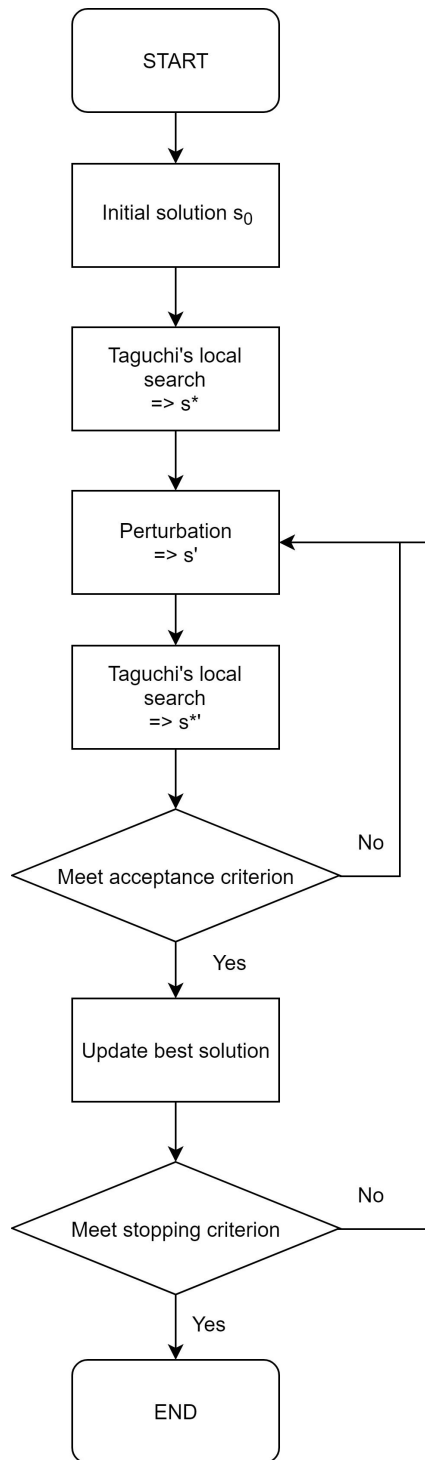 START
Initial solution s₀
Taguchi's local
search
=> s*
Perturbation
=> s'
Taguchi's local
search
=> s*'
Meet acceptance criterion
No
Yes
Update best solution
Meet stopping criterion
No
Yes
END